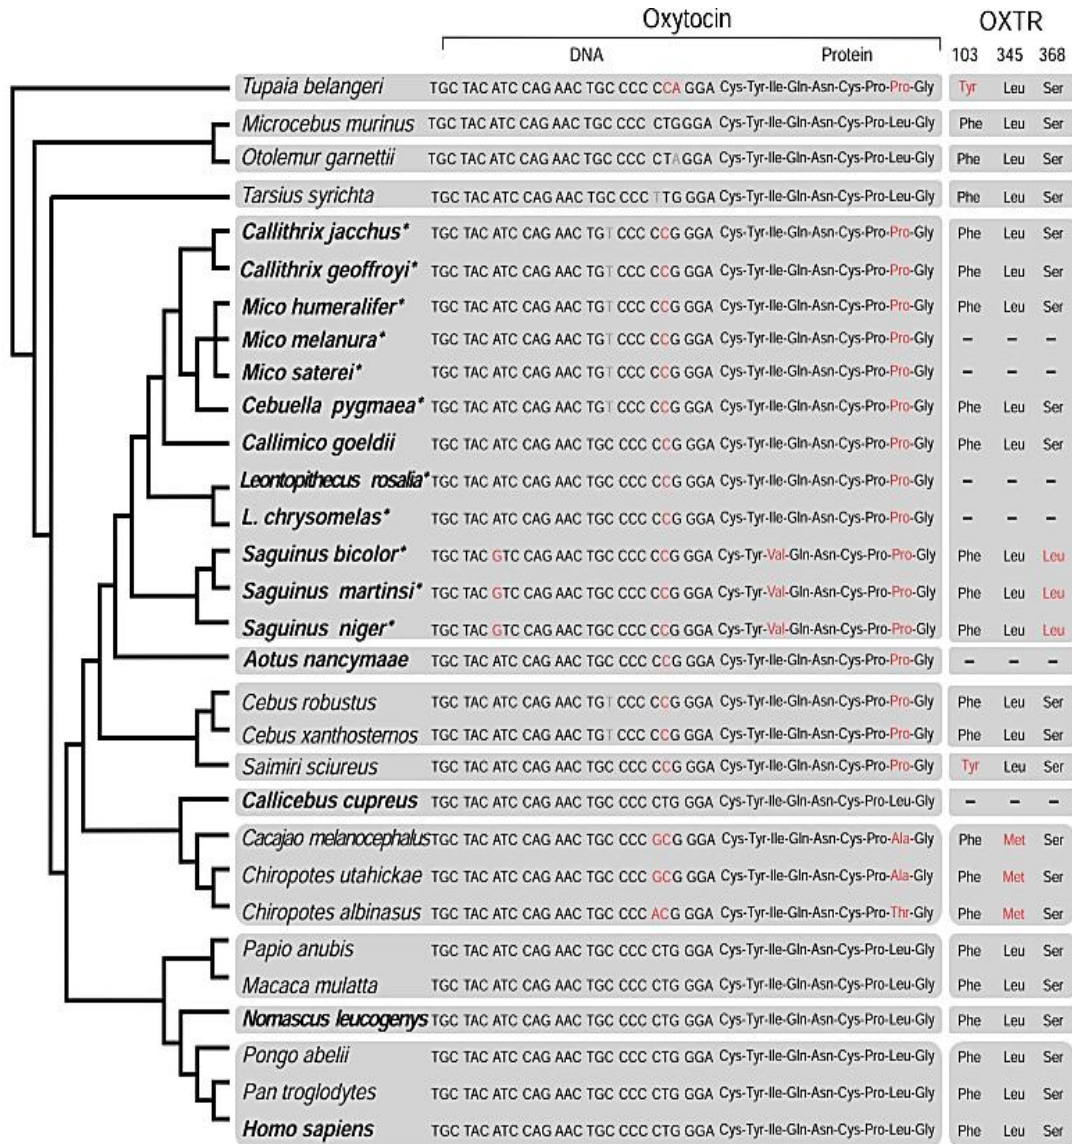 Oxytocin OXTR
DNA Protein 103 345 368
Tupaia belangeri TGC TAC ATC CAG AAC TGC CCC CCA GGA Cys-Tyr-Ile-Gln-Asn-Cys-Pro-Pro-Gly Tyr Leu Ser
Microcebus murinus TGC TAC ATC CAG AAC TGC CCC CTGGGA Cys-Tyr-Ile-Gln-Asn-Cys-Pro-Leu-Gly Phe Leu Ser
Otolemur garnettii TGC TAC ATC CAG AAC TGC CCC CTAGGA Cys-Tyr-Ile-Gln-Asn-Cys-Pro-Leu-Gly Phe Leu Ser
Tarsius syrichta TGC TAC ATC CAG AAC TGC CCC TTG GGA Cys-Tyr-Ile-Gln-Asn-Cys-Pro-Leu-Gly Phe Leu Ser
Callithrix jacchus* TGC TAC ATC CAG AAC TGT CCC CCG GGA Cys-Tyr-Ile-Gln-Asn-Cys-Pro-Pro-Gly Phe Leu Ser
Callithrix geoffroyi* TGC TAC ATC CAG AAC TGT CCC CCG GGA Cys-Tyr-Ile-Gln-Asn-Cys-Pro-Pro-Gly Phe Leu Ser
Mico humeralifer* TGC TAC ATC CAG AAC TGT CCC CCG GGA Cys-Tyr-Ile-Gln-Asn-Cys-Pro-Pro-Gly Phe Leu Ser
Mico melanura* TGC TAC ATC CAG AAC TGT CCC CCG GGA Cys-Tyr-Ile-Gln-Asn-Cys-Pro-Pro-Gly – – –
Mico saterei* TGC TAC ATC CAG AAC TGT CCC CCG GGA Cys-Tyr-Ile-Gln-Asn-Cys-Pro-Pro-Gly – – –
Cebuella pygmaea* TGC TAC ATC CAG AAC TGT CCC CCG GGA Cys-Tyr-Ile-Gln-Asn-Cys-Pro-Pro-Gly Phe Leu Ser
Callimico goeldii TGC TAC ATC CAG AAC TGC CCC CCG GGA Cys-Tyr-Ile-Gln-Asn-Cys-Pro-Pro-Gly Phe Leu Ser
Leontopithecus rosalia* TGC TAC ATC CAG AAC TGC CCC CCG GGA Cys-Tyr-Ile-Gln-Asn-Cys-Pro-Pro-Gly – – –
L. chrysomelas* TGC TAC ATC CAG AAC TGC CCC CCG GGA Cys-Tyr-Ile-Gln-Asn-Cys-Pro-Pro-Gly – – –
Saguinus bicolor* TGC TAC GTC CAG AAC TGC CCC CCG GGA Cys-Tyr-Val-Gln-Asn-Cys-Pro-Pro-Gly Phe Leu Leu
Saguinus martinsi* TGC TAC GTC CAG AAC TGC CCC CCG GGA Cys-Tyr-Val-Gln-Asn-Cys-Pro-Pro-Gly Phe Leu Leu
Saguinus niger* TGC TAC GTC CAG AAC TGC CCC CCG GGA Cys-Tyr-Val-Gln-Asn-Cys-Pro-Pro-Gly Phe Leu Leu
Aotus nancymaae TGC TAC ATC CAG AAC TGC CCC CCG GGA Cys-Tyr-Ile-Gln-Asn-Cys-Pro-Pro-Gly – – –
Cebus robustus TGC TAC ATC CAG AAC TGT CCC CCG GGA Cys-Tyr-Ile-Gln-Asn-Cys-Pro-Pro-Gly Phe Leu Ser
Cebus xanthosternos TGC TAC ATC CAG AAC TGT CCC CCG GGA Cys-Tyr-Ile-Gln-Asn-Cys-Pro-Pro-Gly Phe Leu Ser
Saimiri sciureus TGC TAC ATC CAG AAC TGC CCC CCG GGA Cys-Tyr-Ile-Gln-Asn-Cys-Pro-Pro-Gly Tyr Leu Ser
Callicebus cupreus TGC TAC ATC CAG AAC TGC CCC CTG GGA Cys-Tyr-Ile-Gln-Asn-Cys-Pro-Leu-Gly – – –
Cacajao melanocephalus TGC TAC ATC CAG AAC TGC CCC GCG GGA Cys-Tyr-Ile-Gln-Asn-Cys-Pro-Ala-Gly Phe Met Ser
Chiropotes utahickae TGC TAC ATC CAG AAC TGC CCC GCG GGA Cys-Tyr-Ile-Gln-Asn-Cys-Pro-Ala-Gly Phe Met Ser
Chiropotes albinasus TGC TAC ATC CAG AAC TGC CCC ACG GGA Cys-Tyr-Ile-Gln-Asn-Cys-Pro-Thr-Gly Phe Met Ser
Papio anubis TGC TAC ATC CAG AAC TGC CCC CTG GGA Cys-Tyr-Ile-Gln-Asn-Cys-Pro-Leu-Gly Phe Leu Ser
Macaca mulatta TGC TAC ATC CAG AAC TGC CCC CTG GGA Cys-Tyr-Ile-Gln-Asn-Cys-Pro-Leu-Gly Phe Leu Ser
Nomascus leucogenys TGC TAC ATC CAG AAC TGC CCC CTG GGA Cys-Tyr-Ile-Gln-Asn-Cys-Pro-Leu-Gly Phe Leu Ser
Pongo abelii TGC TAC ATC CAG AAC TGC CCC CTG GGA Cys-Tyr-Ile-Gln-Asn-Cys-Pro-Leu-Gly Phe Leu Ser
Pan troglodytes TGC TAC ATC CAG AAC TGC CCC CTG GGA Cys-Tyr-Ile-Gln-Asn-Cys-Pro-Leu-Gly Phe Leu Ser
Homo sapiens TGC TAC ATC CAG AAC TGC CCC CTG GGA Cys-Tyr-Ile-Gln-Asn-Cys-Pro-Leu-Gly Phe Leu Ser